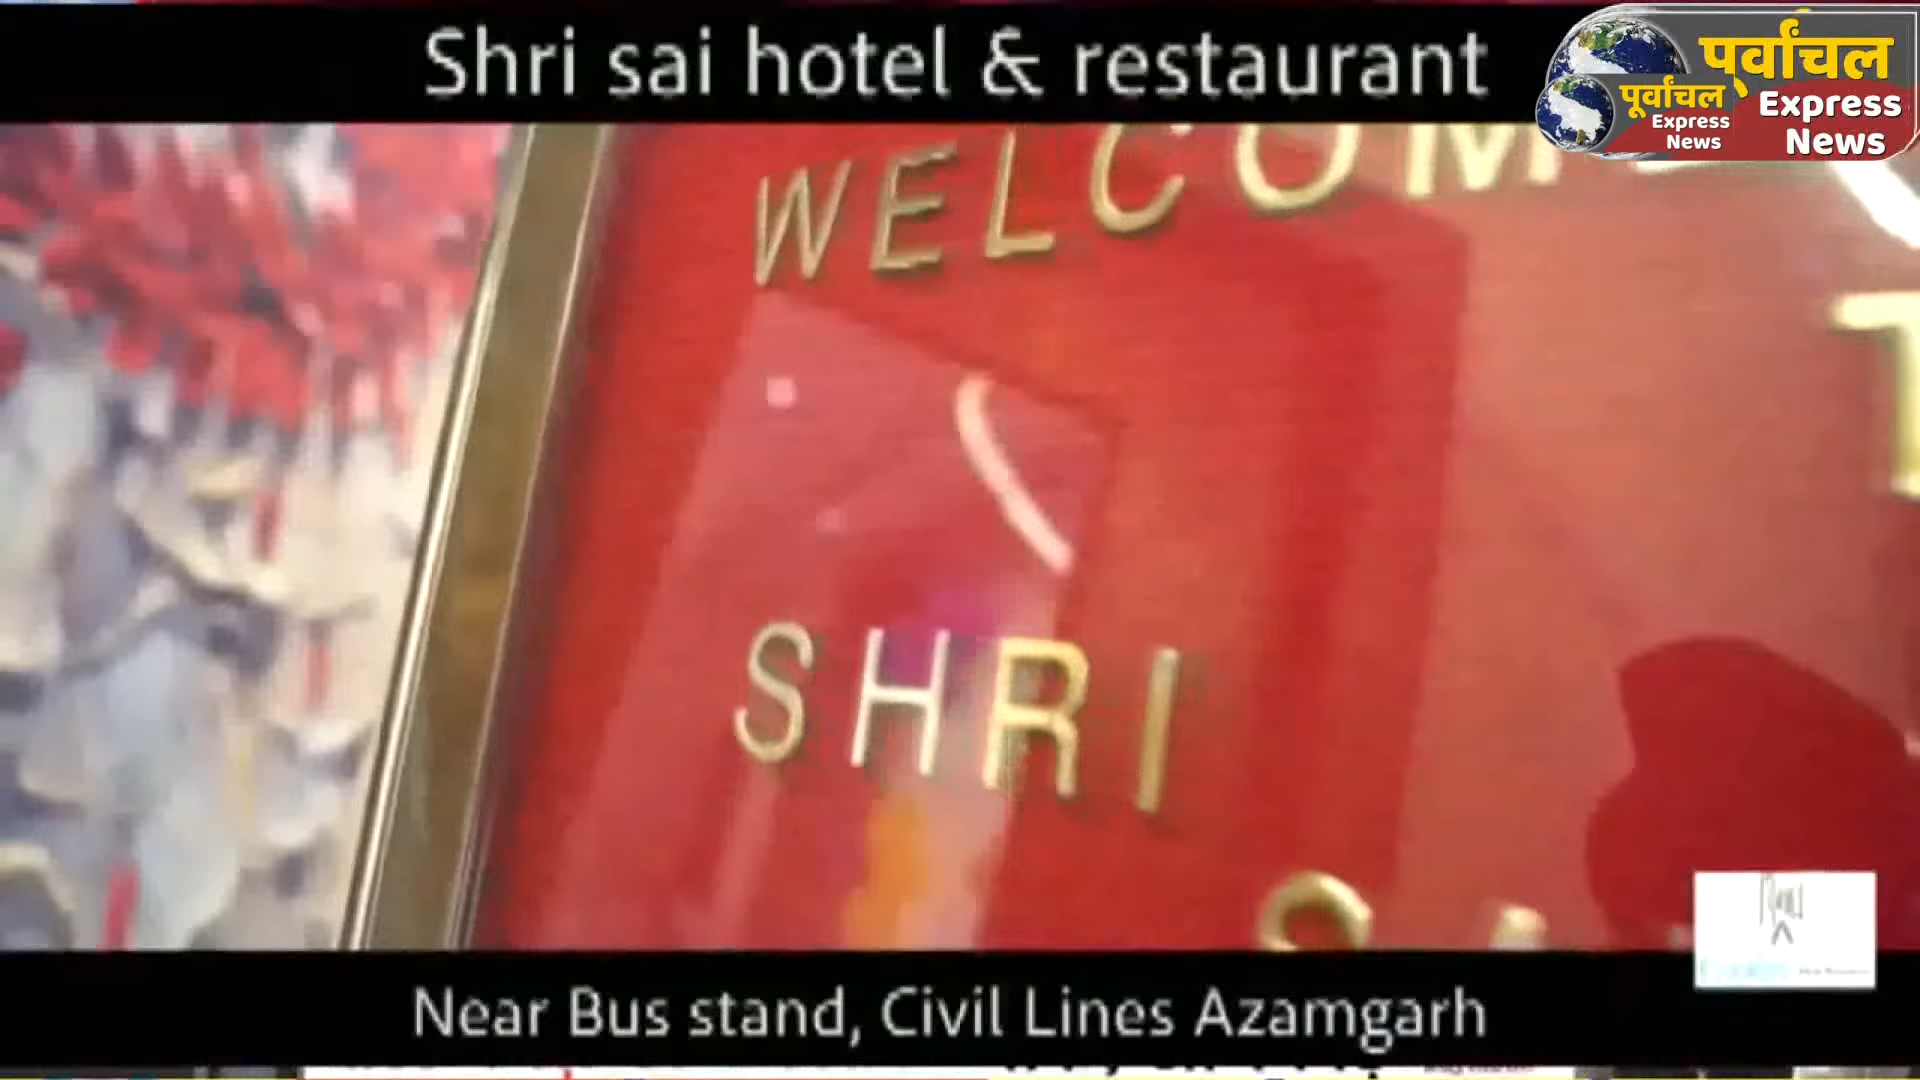 Shri sai hotel & restaurant
पूर्वांचल
Express
News
पूर्वांचल
Express
News
WELCOM
T
SHRI
Near Bus stand, Civil Lines Azamgarh